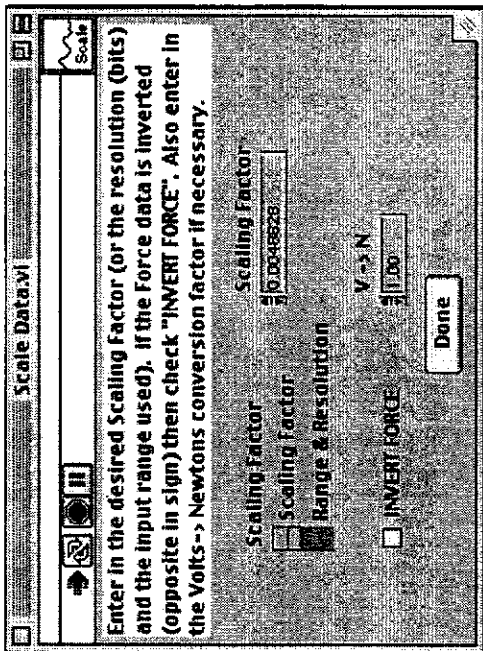 Scale Data.vi
Scale
Enter in the desired Scaling Factor (or the resolution (bits)
and the input range used). If the Force data is inverted
(opposite in sign) then check "INVERT FORCE". Also enter in
the Volts-> Newtons conversion factor if necessary.
Scaling Factor
Scaling Factor
Range & Resolution
Scaling Factor
0.0048828
INVERT FORCE
V -> N
1.00
Done